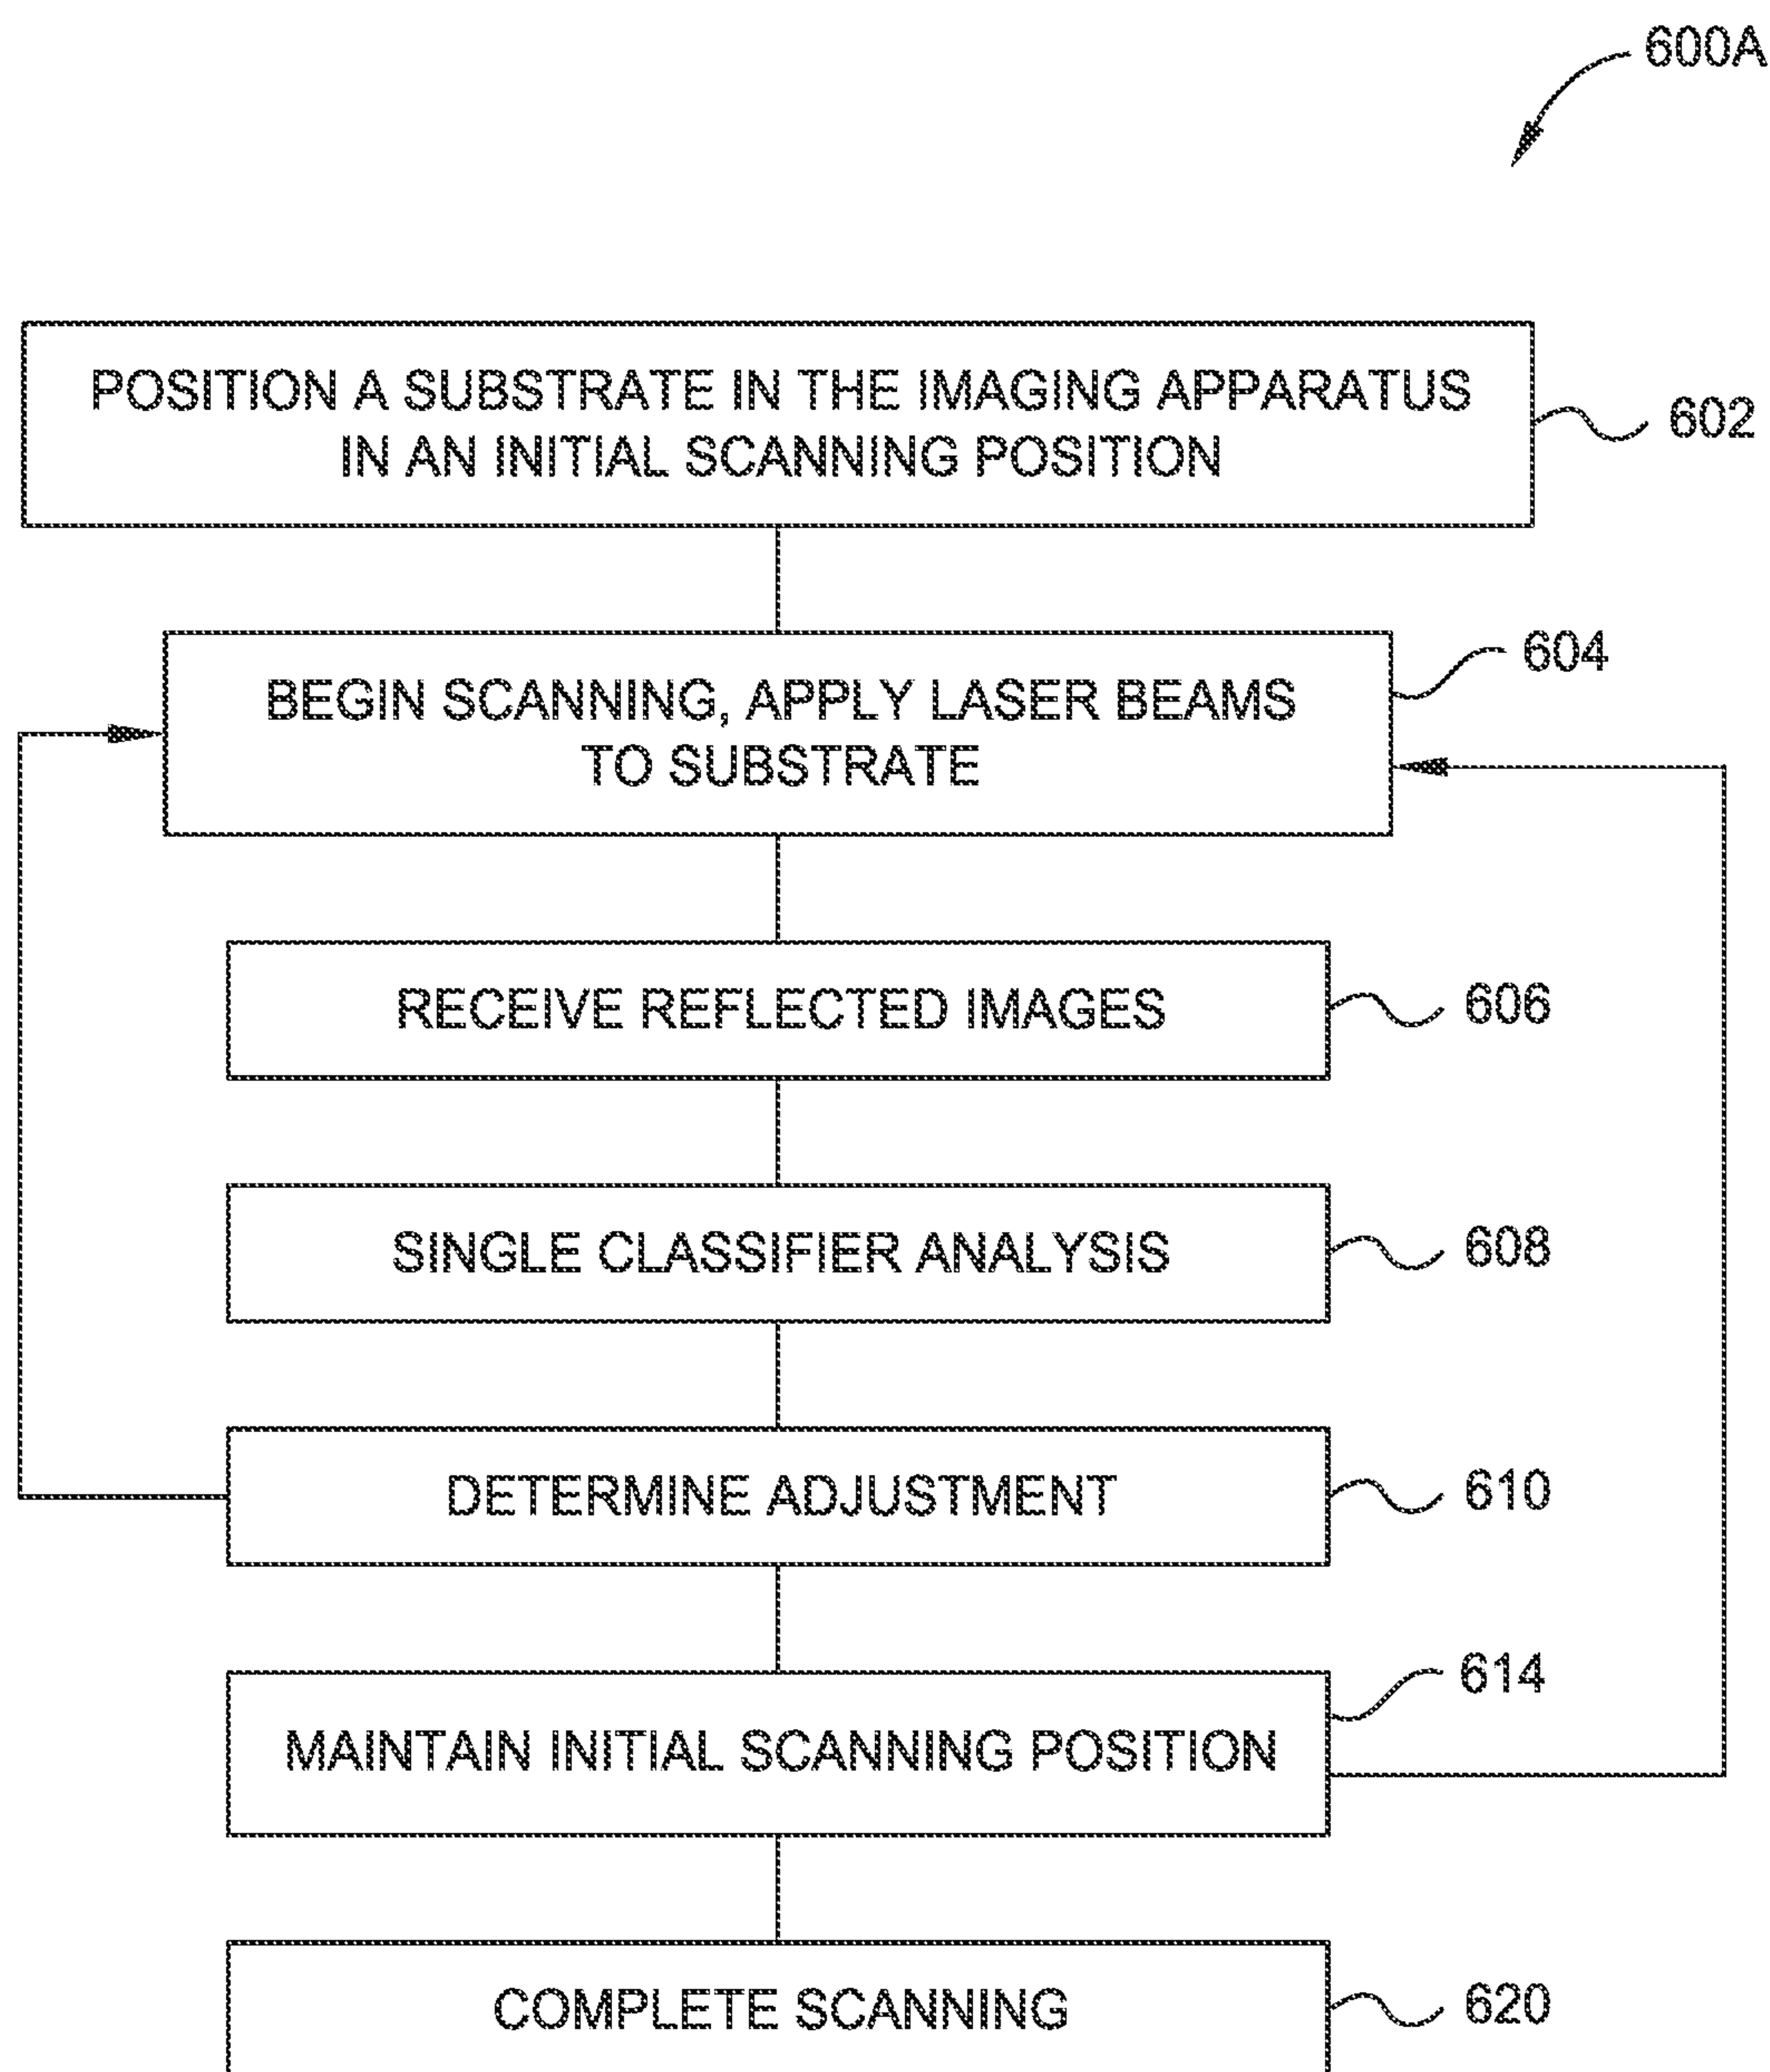 600A
POSITION A SUBSTRATE IN THE IMAGING APPARATUS
IN AN INITIAL SCANNING POSITION
602
BEGIN SCANNING, APPLY LASER BEAMS
TO SUBSTRATE
604
RECEIVE REFLECTED IMAGES
606
SINGLE CLASSIFIER ANALYSIS
608
DETERMINE ADJUSTMENT
610
MAINTAIN INITIAL SCANNING POSITION
614
COMPLETE SCANNING
620